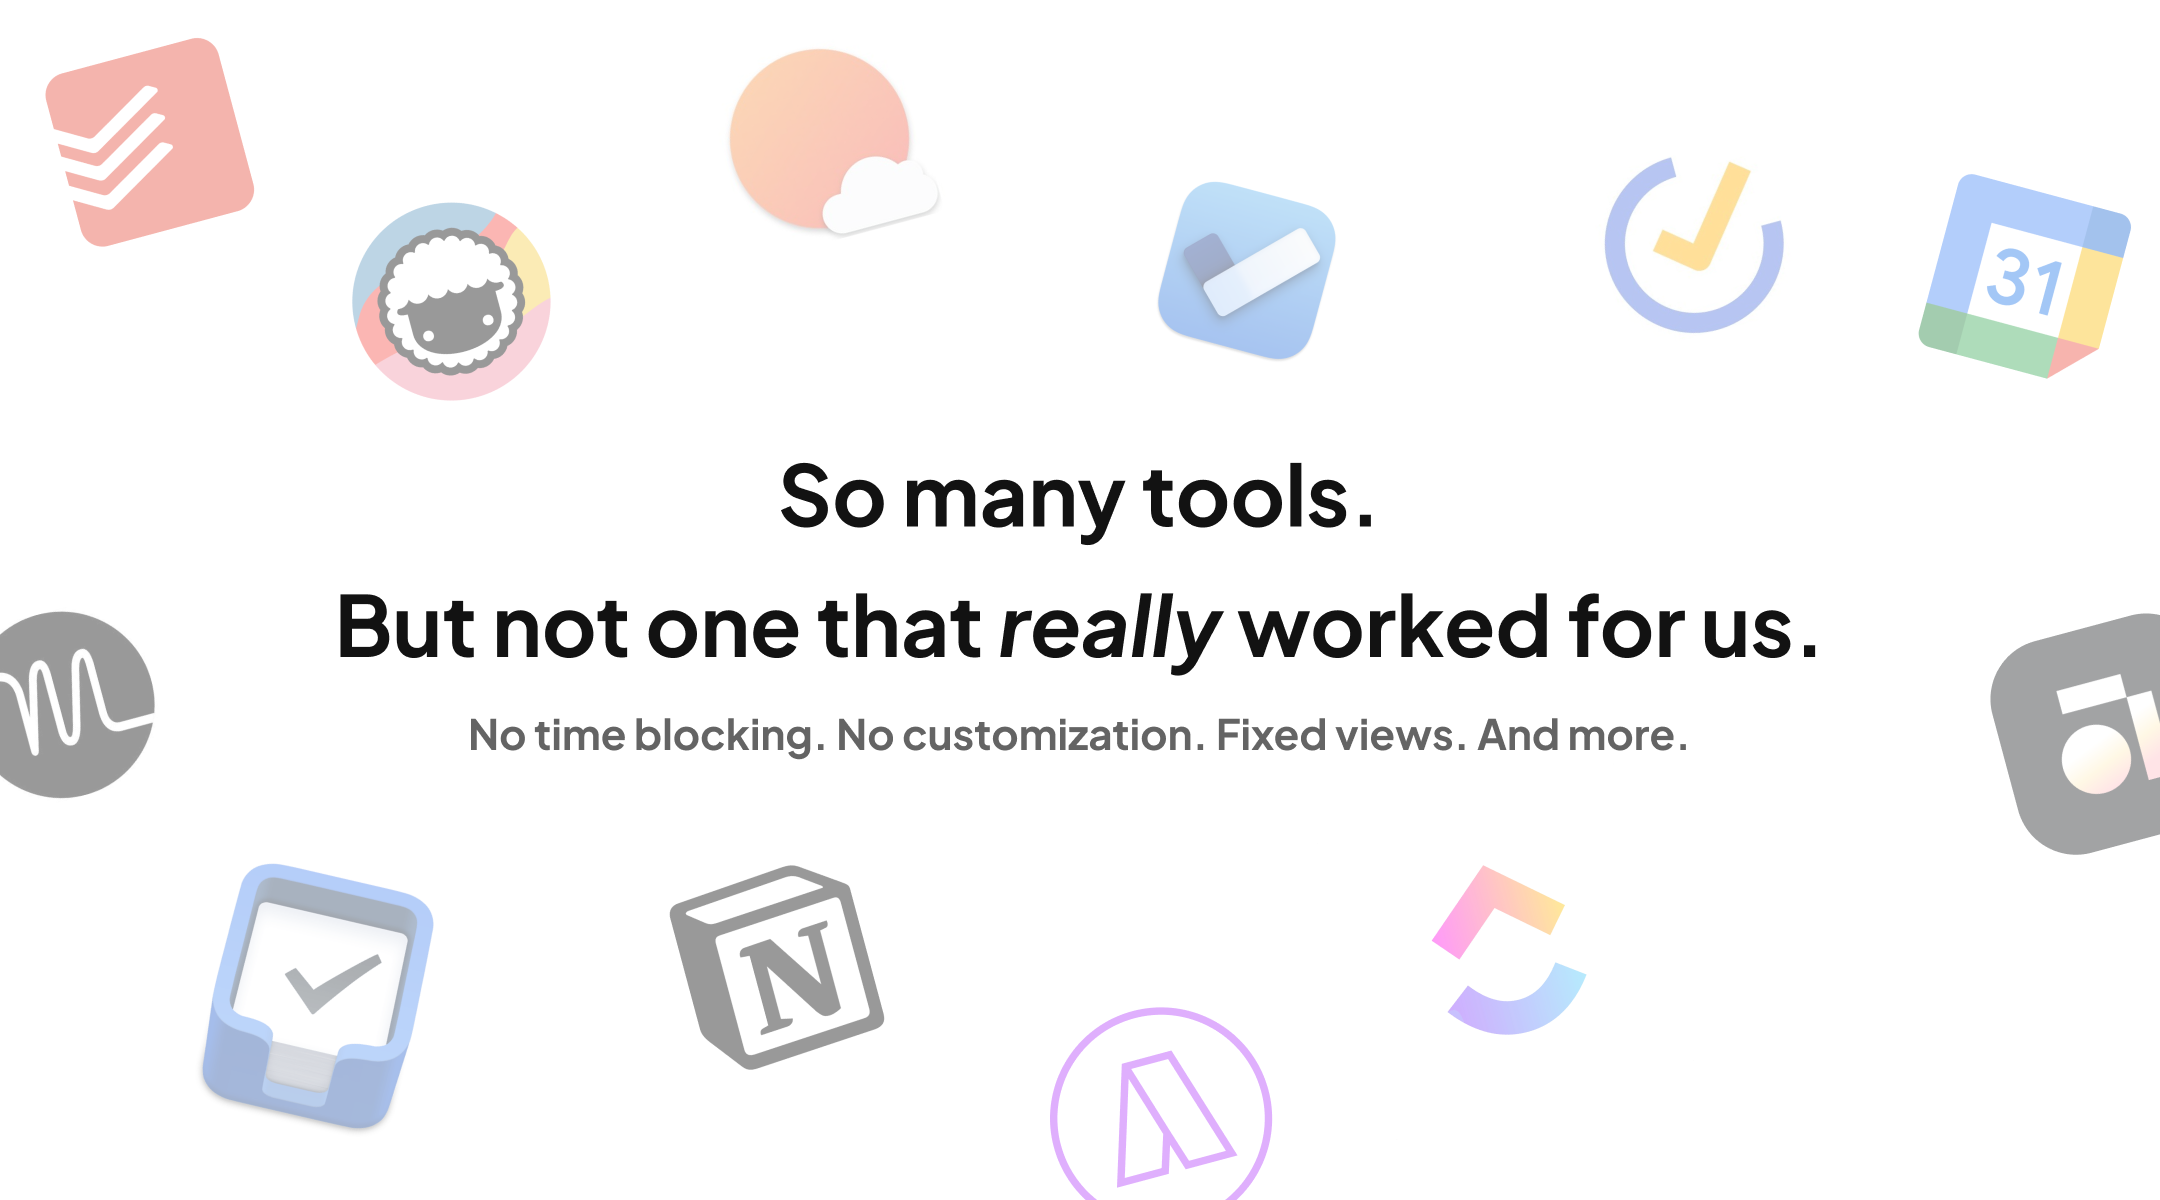 31
So many tools.
But not one that really worked for us.
No time blocking. No customization. Fixed views. And more.
N